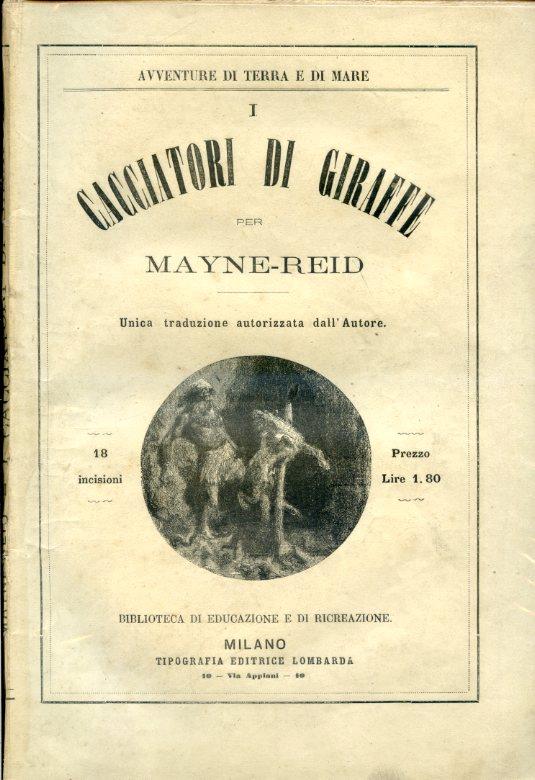 AVVENTURE DI TERRA E DI MARE
I
CACCIATORI DI GIRAFFE
PER
MAYNE-REID
Unica traduzione autorizzata dall'Autore.
18
incisioni
Prezzo
Lire 1.80
BIBLIOTECA DI EDUCAZIONE E DI RICREAZIONE.
MILANO
TIPOGRAFIA EDITRICE LOMBARDA
10 — Via Appiani — 10